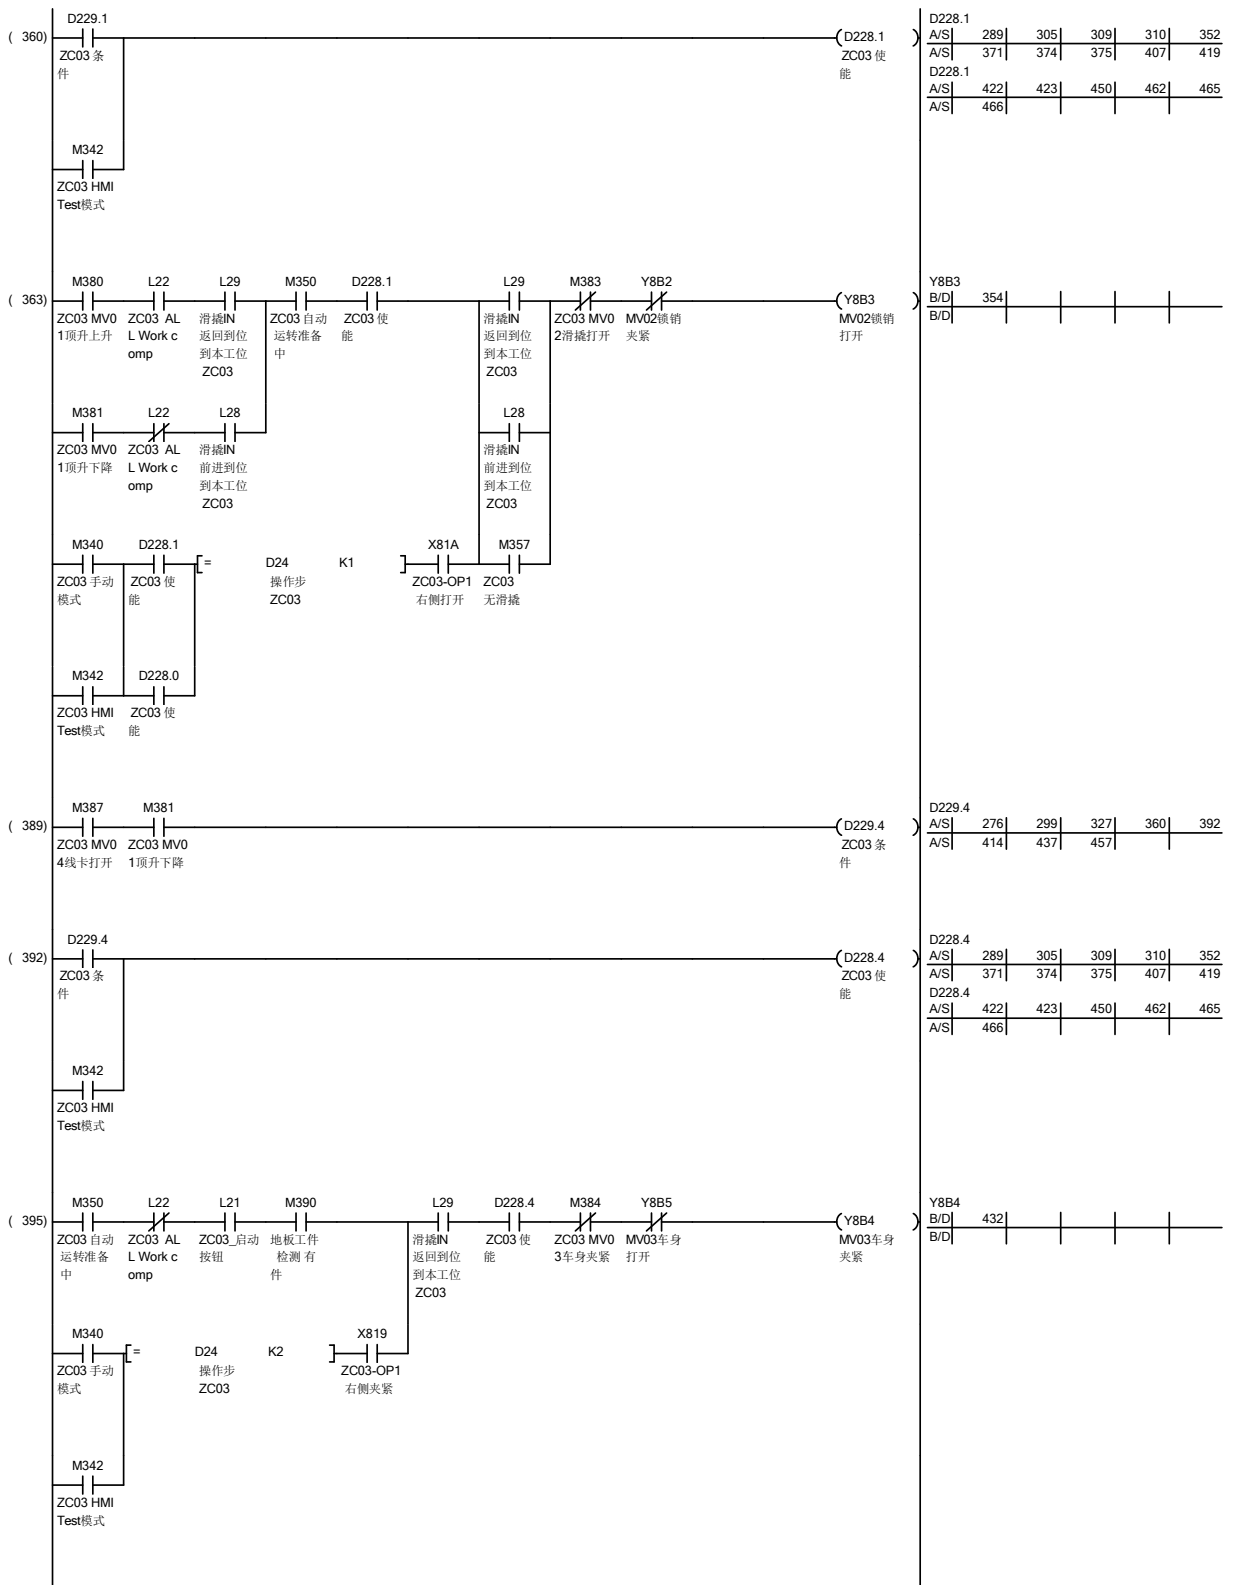 D229.1
( 360)
ZC03 条
件
D228.1
ZC03 使
能
D228.1
A/S 289 305 309 310 352
A/S 371 374 375 407 419
D228.1
A/S 422 423 450 462 465
A/S 466
M342
ZC03 HMI
Test模式
M380 L22 L29 M350 D228.1 L29 M383 Y8B2
( 363)
Y8B3
Y8B3
B/D 354
B/D
ZC03 MV0 ZC03 AL 滑撬IN ZC03 自动 ZC03 使 滑撬IN ZC03 MV0 MV02锁销 MV02锁销
1顶升上升 L Work c 返回到位 运转准备 能 返回到位 2滑撬打开 夹紧 打开
omp 到本工位 中 到本工位
ZC03 ZC03
M381 L22 L28 L28
ZC03 MV0 ZC03 AL 滑撬IN 滑撬IN
1顶升下降 L Work c 前进到位 前进到位
omp 到本工位 到本工位
ZC03 ZC03
M340 D228.1 X81A M357
= D24 K1
ZC03 手动 ZC03 使 操作步 ZC03-OP1 ZC03
模式 能 ZC03 右侧打开 无滑撬
M342 D228.0
ZC03 HMI ZC03 使
Test模式 能
M387 M381
( 389)
D229.4
D229.4
A/S 276 299 327 360 392
A/S 414 437 457
ZC03 MV0 ZC03 MV0 ZC03 条
4线卡打开 1顶升下降 件
D229.4
( 392)
ZC03 条
件
D228.4
ZC03 使
能
D228.4
A/S 289 305 309 310 352
A/S 371 374 375 407 419
D228.4
A/S 422 423 450 462 465
A/S 466
M342
ZC03 HMI
Test模式
M350 L22 L21 M390 L29 D228.4 M384 Y8B5
( 395)
Y8B4
Y8B4
B/D 432
B/D
ZC03 自动 ZC03 AL ZC03_启动 地板工件 滑撬IN ZC03 使 ZC03 MV0 MV03车身 MV03车身
运转准备 L Work c 按钮 检测 有 返回到位 能 3车身夹紧 打开 夹紧
中 omp 件 到本工位
ZC03
M340 X819
= D24 K2
ZC03 手动 操作步 ZC03-OP1
模式 ZC03 右侧夹紧
M342
ZC03 HMI
Test模式